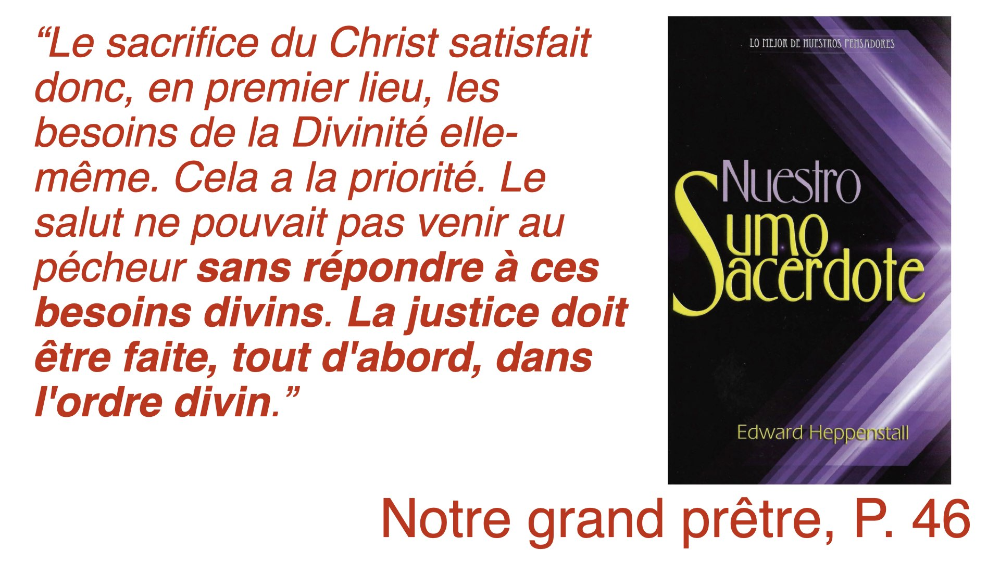 “Le sacrifice du Christ satisfait
donc, en premier lieu, les
besoins de la Divinité elle-
même. Cela a la priorité. Le
salut ne pouvait pas venir au
pécheur sans répondre à ces
besoins divins. La justice doit
être faite, tout d'abord, dans
l'ordre divin.”
LO MEJOR DE NUESTROS PENSADORES
Nuestro
Sumo
Sacerdote
Edward Heppenstall
Notre grand prêtre, P. 46